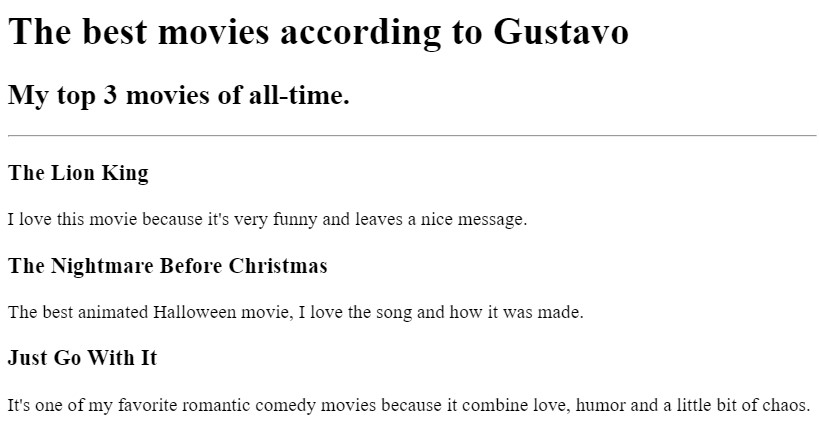 The best movies according to Gustavo
My top 3 movies of all-time.
The Lion King
I love this movie because it's very funny and leaves a nice message.
The Nightmare Before Christmas
The best animated Halloween movie, I love the song and how it was made.
Just Go With It
It's one of my favorite romantic comedy movies because it combine love, humor and a little bit of chaos.